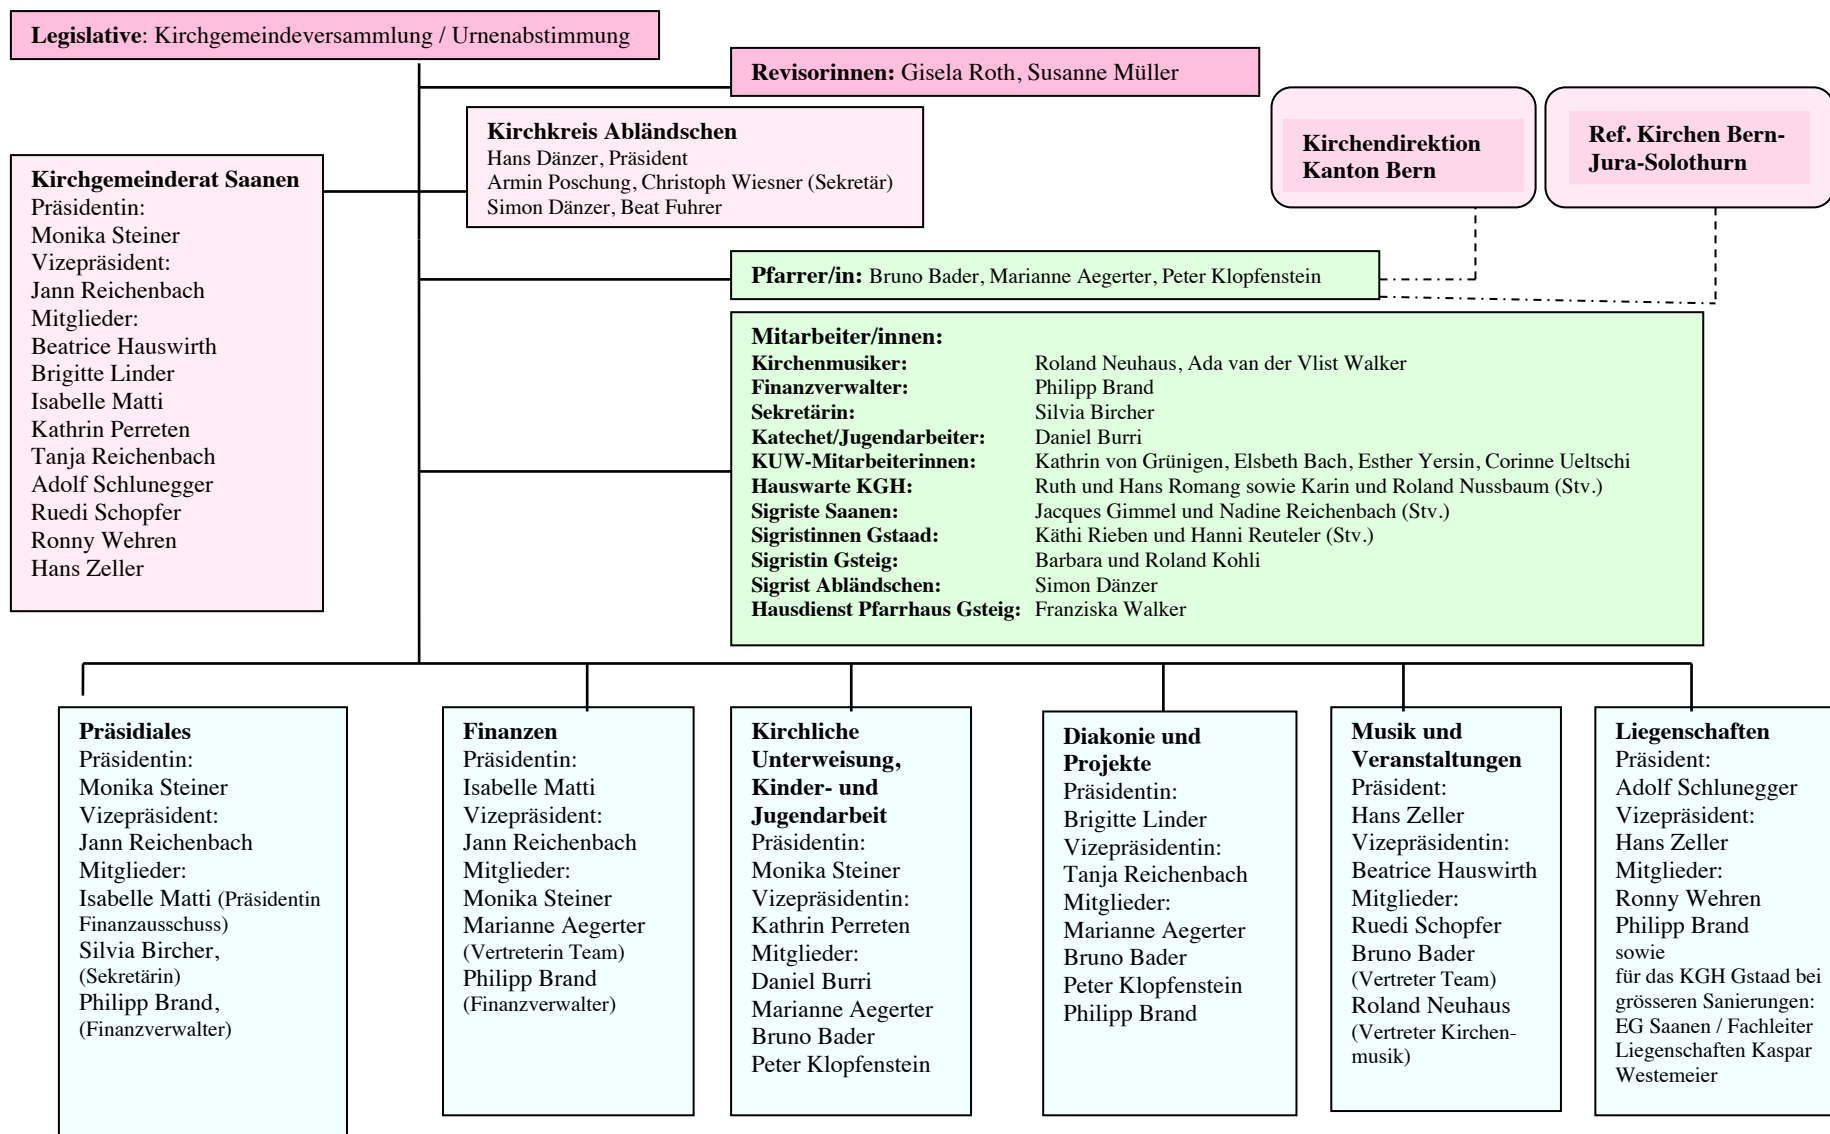 Legislative: Kirchgemeindeversammlung / Urnenabstimmung
Revisorinnen: Gisela Roth, Susanne Müller
Kirchkreis Abländschen
Hans Dänzer, Präsident
Armin Poschung, Christoph Wiesner (Sekretär)
Simon Dänzer, Beat Fuhrer
Kirchendirektion
Kanton Bern
Ref. Kirchen Bern-
Jura-Solothurn
Kirchgemeinderat Saanen
Präsidentin:
Monika Steiner
Vizepräsident:
Jann Reichenbach
Mitglieder:
Beatrice Hauswirth
Brigitte Linder
Isabelle Matti
Kathrin Perreten
Tanja Reichenbach
Adolf Schlunegger
Ruedi Schopfer
Ronny Wehren
Hans Zeller
Pfarrer/in: Bruno Bader, Marianne Aegerter, Peter Klopfenstein
Mitarbeiter/innen:
Kirchenmusiker: Roland Neuhaus, Ada van der Vlist Walker
Finanzverwalter: Philipp Brand
Sekretärin: Silvia Bircher
Katechet/Jugendarbeiter: Daniel Burri
KUW-Mitarbeiterinnen: Kathrin von Grünigen, Elsbeth Bach, Esther Yersin, Corinne Ueltschi
Hauswarte KGH: Ruth und Hans Romang sowie Karin und Roland Nussbaum (Stv.)
Sigriste Saanen: Jacques Gimmel und Nadine Reichenbach (Stv.)
Sigristinnen Gstaad: Käthi Rieben und Hanni Reuteler (Stv.)
Sigristin Gsteig: Barbara und Roland Kohli
Sigrist Abländschen: Simon Dänzer
Hausdienst Pfarrhaus Gsteig: Franziska Walker
Präsidiales
Präsidentin:
Monika Steiner
Vizepräsident:
Jann Reichenbach
Mitglieder:
Isabelle Matti (Präsidentin
Finanzausschuss)
Silvia Bircher,
(Sekretärin)
Philipp Brand,
(Finanzverwalter)
Finanzen
Präsidentin:
Isabelle Matti
Vizepräsident:
Jann Reichenbach
Mitglieder:
Monika Steiner
Marianne Aegerter
(Vertreterin Team)
Philipp Brand
(Finanzverwalter)
Kirchliche
Unterweisung,
Kinder- und
Jugendarbeit
Präsidentin:
Monika Steiner
Vizepräsidentin:
Kathrin Perreten
Mitglieder:
Daniel Burri
Marianne Aegerter
Bruno Bader
Peter Klopfenstein
Diakonie und
Projekte
Präsidentin:
Brigitte Linder
Vizepräsidentin:
Tanja Reichenbach
Mitglieder:
Marianne Aegerter
Bruno Bader
Peter Klopfenstein
Philipp Brand
Musik und
Veranstaltungen
Präsident:
Hans Zeller
Vizepräsidentin:
Beatrice Hauswirth
Mitglieder:
Ruedi Schopfer
Bruno Bader
(Vertreter Team)
Roland Neuhaus
(Vertreter Kirchen-
musik)
Liegenschaften
Präsident:
Adolf Schlunegger
Vizepräsident:
Hans Zeller
Mitglieder:
Ronny Wehren
Philipp Brand
sowie
für das KGH Gstaad bei
grösseren Sanierungen:
EG Saanen / Fachleiter
Liegenschaften Kaspar
Westemeier